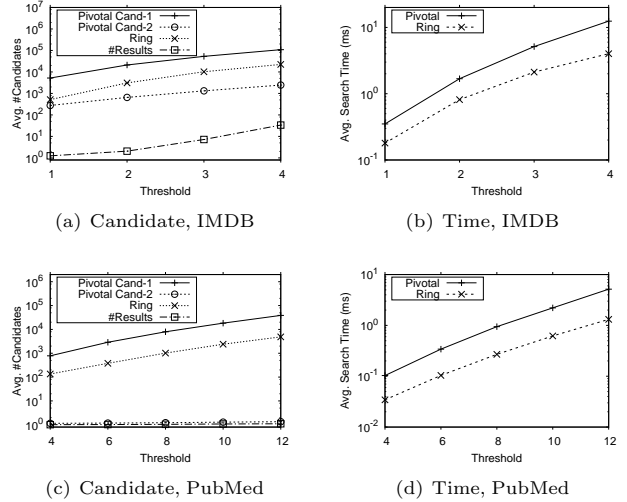 Pivotal Cand-1
Pivotal Cand-2
Ring
#Results
Avg. #Candidates
10^6
10^5
10^4
10^3
10^2
10^1
10^0
1 2 3 4
Threshold
(a) Candidate, IMDB
Pivotal
Ring
Avg. Search Time (ms)
10^1
10^0
10^-1
1 2 3 4
Threshold
(b) Time, IMDB
Pivotal Cand-1
Pivotal Cand-2
Ring
#Results
Avg. #Candidates
10^6
10^5
10^4
10^3
10^2
10^1
10^0
4 6 8 10 12
Threshold
(c) Candidate, PubMed
Pivotal
Ring
Avg. Search Time (ms)
10^1
10^0
10^-1
10^-2
4 6 8 10 12
Threshold
(d) Time, PubMed